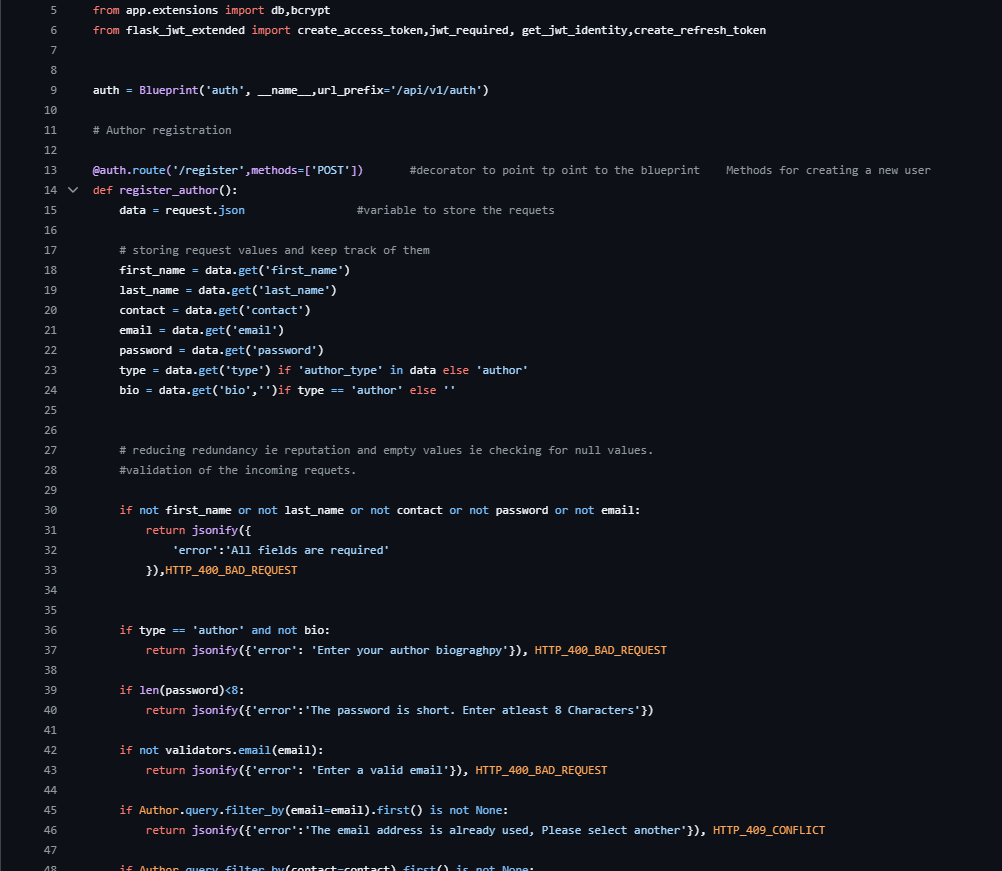 5 from app.extensions import db,bcrypt
6 from flask_jwt_extended import create_access_token,jwt_required, get_jwt_identity,create_refresh_token
7
8
9 auth = Blueprint('auth', __name__,url_prefix='/api/v1/auth')
10
11 # Author registration
12
13 @auth.route('/register',methods=['POST'])       #decorator to point tp oint to the blueprint    Methods for creating a new user
14 def register_author():
15     data = request.json                 #variable to store the requets
16
17     # storing request values and keep track of them
18     first_name = data.get('first_name')
19     last_name = data.get('last_name')
20     contact = data.get('contact')
21     email = data.get('email')
22     password = data.get('password')
23     type = data.get('type') if 'author_type' in data else 'author'
24     bio = data.get('bio','')if type == 'author' else ''
25
26
27     # reducing redundancy ie reputation and empty values ie checking for null values.
28     #validation of the incoming requets.
29
30     if not first_name or not last_name or not contact or not password or not email:
31         return jsonify({
32             'error':'All fields are required'
33         }),HTTP_400_BAD_REQUEST
34
35
36     if type == 'author' and not bio:
37         return jsonify({'error': 'Enter your author biograghpy'}), HTTP_400_BAD_REQUEST
38
39     if len(password)<8:
40         return jsonify({'error':'The password is short. Enter atleast 8 Characters'})
41
42     if not validators.email(email):
43         return jsonify({'error': 'Enter a valid email'}), HTTP_400_BAD_REQUEST
44
45     if Author.query.filter_by(email=email).first() is not None:
46         return jsonify({'error':'The email address is already used, Please select another'}), HTTP_409_CONFLICT
47
48     if Author.query.filter_by(contact=contact).first() is not None: